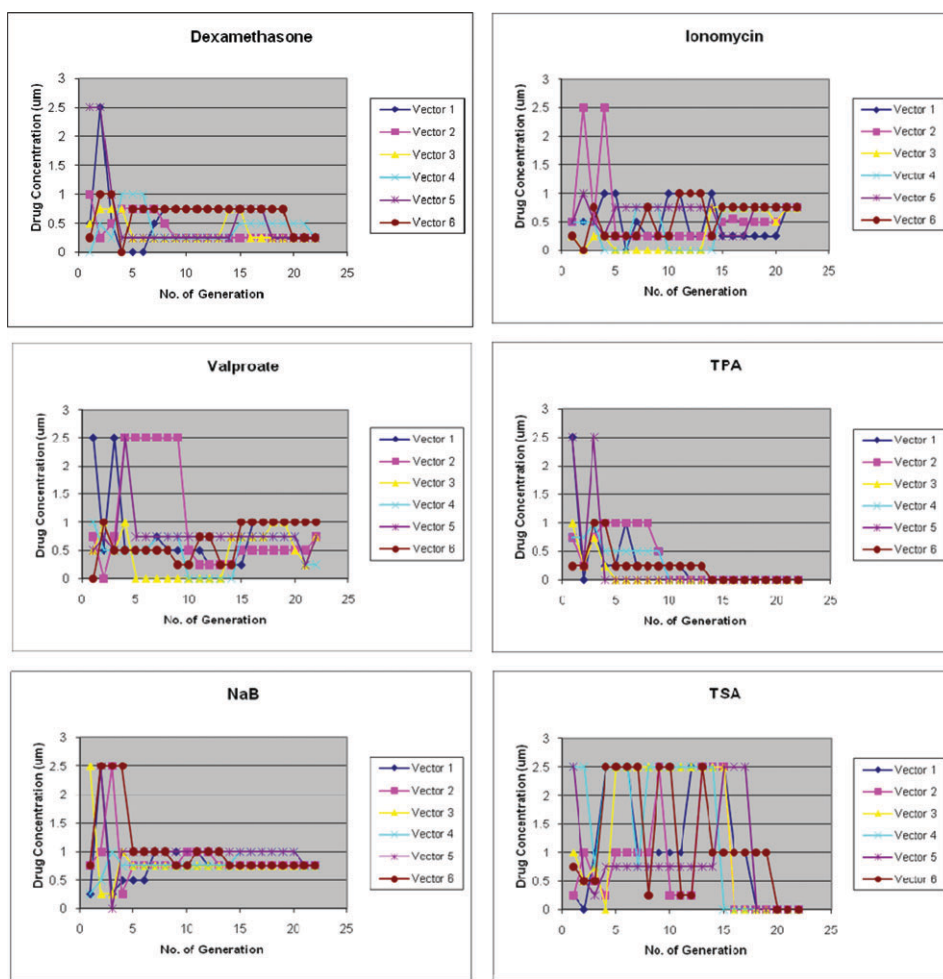 Dexamethasone
Drug Concentration (um)
3
2.5
2
1.5
1
0.5
0
0
5
10
15
20
25
No. of Generation
Vector 1
Vector 2
Vector 3
Vector 4
Vector 5
Vector 6
Ionomycin
Drug Concentration (um)
3
2.5
2
1.5
1
0.5
0
0
5
10
15
20
25
No. of Generation
Vector 1
Vector 2
Vector 3
Vector 4
Vector 5
Vector 6
Valproate
Drug Concentration (um)
3
2.5
2
1.5
1
0.5
0
0
5
10
15
20
25
No. of Generation
Vector 1
Vector 2
Vector 3
Vector 4
Vector 5
Vector 6
TPA
Drug Concentration (um)
3
2.5
2
1.5
1
0.5
0
0
5
10
15
20
25
No. of Generation
Vector 1
Vector 2
Vector 3
Vector 4
Vector 5
Vector 6
NaB
Drug Concentration (um)
3
2.5
2
1.5
1
0.5
0
0
5
10
15
20
25
No. of Generation
Vector 1
Vector 2
Vector 3
Vector 4
Vector 5
Vector 6
TSA
Drug Concentration (um)
3
2.5
2
1.5
1
0.5
0
0
5
10
15
20
25
No. of Generation
Vector 1
Vector 2
Vector 3
Vector 4
Vector 5
Vector 6